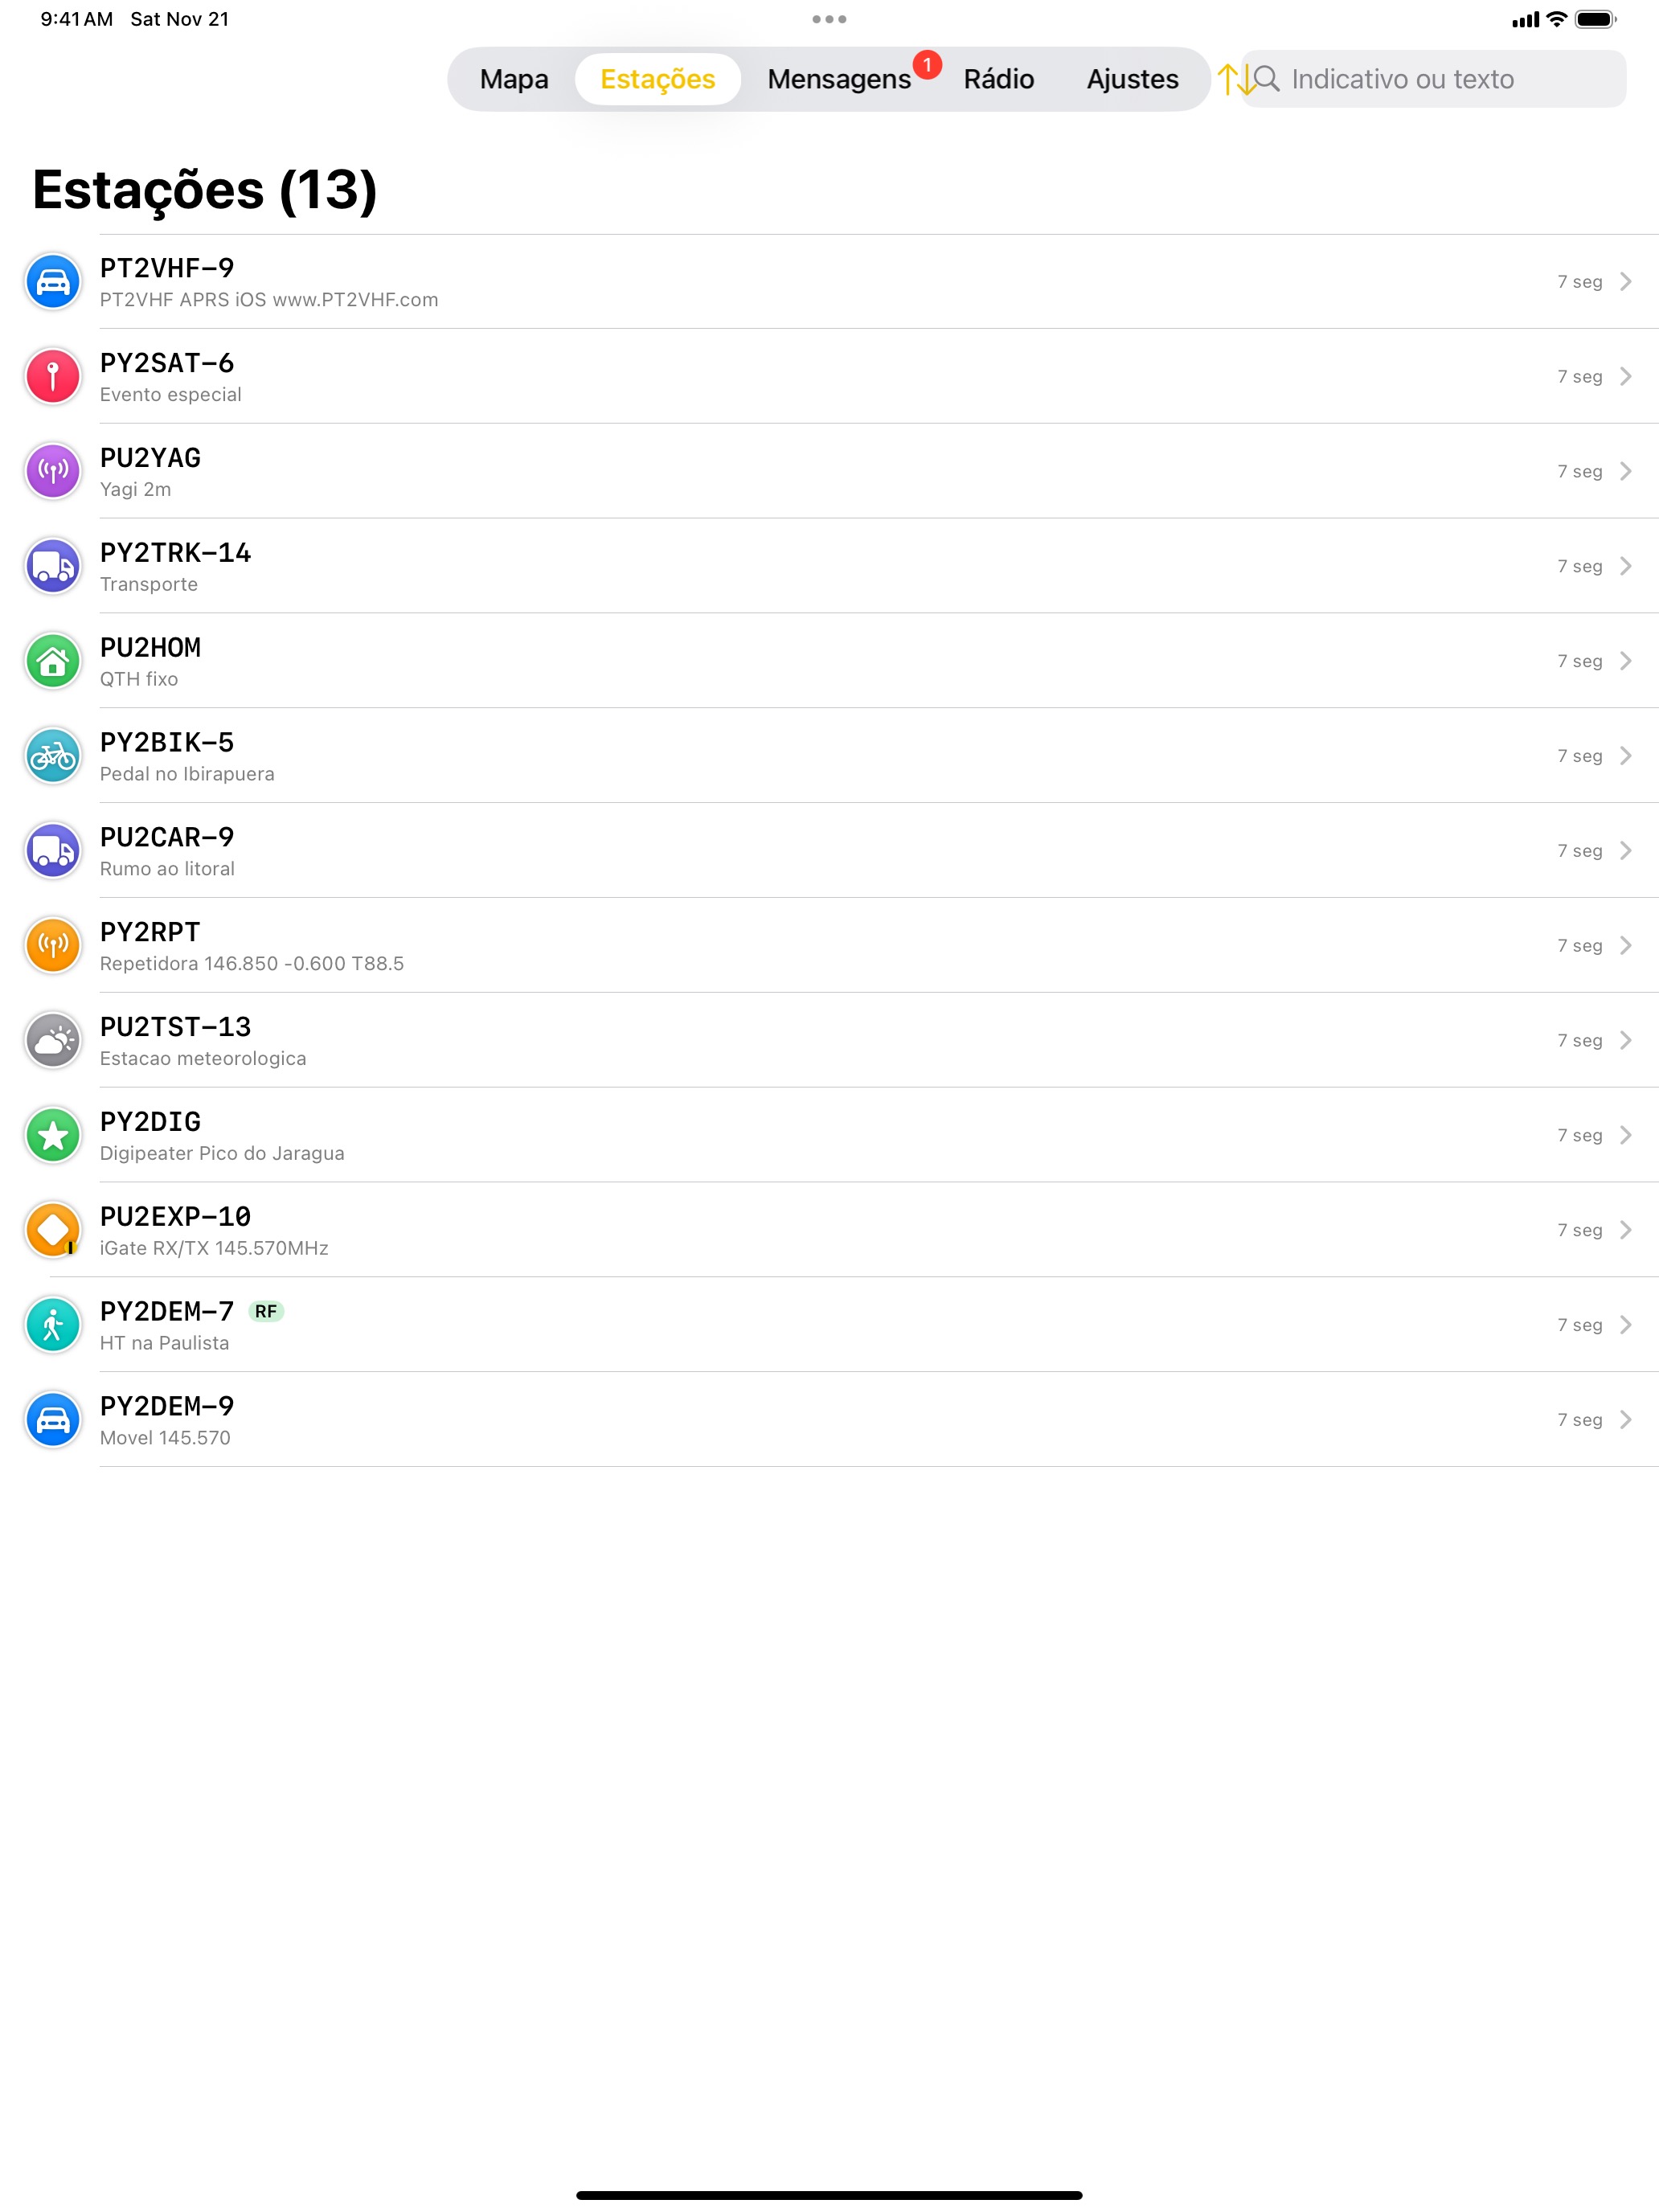 9:41 AM Sat Nov 21
Mapa Estações Mensagens 1 Rádio Ajustes Indicativo ou texto
Estações (13)
PT2VHF-9
PT2VHF APRS iOS www.PT2VHF.com
7 seg
PY2SAT-6
Evento especial
7 seg
PU2YAG
Yagi 2m
7 seg
PY2TRK-14
Transporte
7 seg
PU2HOM
QTH fixo
7 seg
PY2BIK-5
Pedal no Ibirapuera
7 seg
PU2CAR-9
Rumo ao litoral
7 seg
PY2RPT
Repetidora 146.850 -0.600 T88.5
7 seg
PU2TST-13
Estacao meteorologica
7 seg
PY2DIG
Digipeater Pico do Jaragua
7 seg
PU2EXP-10
iGate RX/TX 145.570MHz
7 seg
I
PY2DEM-7 RF
HT na Paulista
7 seg
PY2DEM-9
Movel 145.570
7 seg